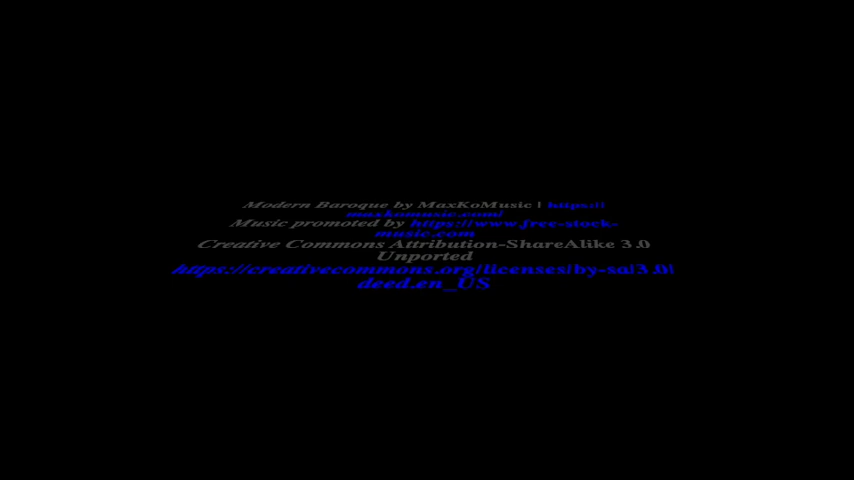 Modern Baroque by MaxKoMusic | https://
maxkomusic.com/
Music promoted by https://www.free-stock-
music.com
Creative Commons Attribution-ShareAlike 3.0
Unported
https://creativecommons.org/licenses/by-sa/3.0/
deed.en_US